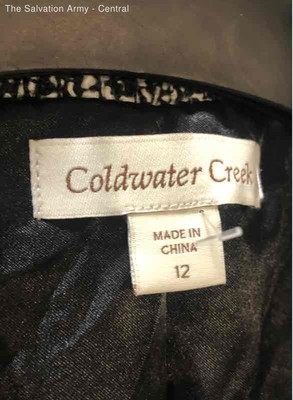 The Salvation Army - Central
Coldwater Creek
MADE IN
CHINA
12